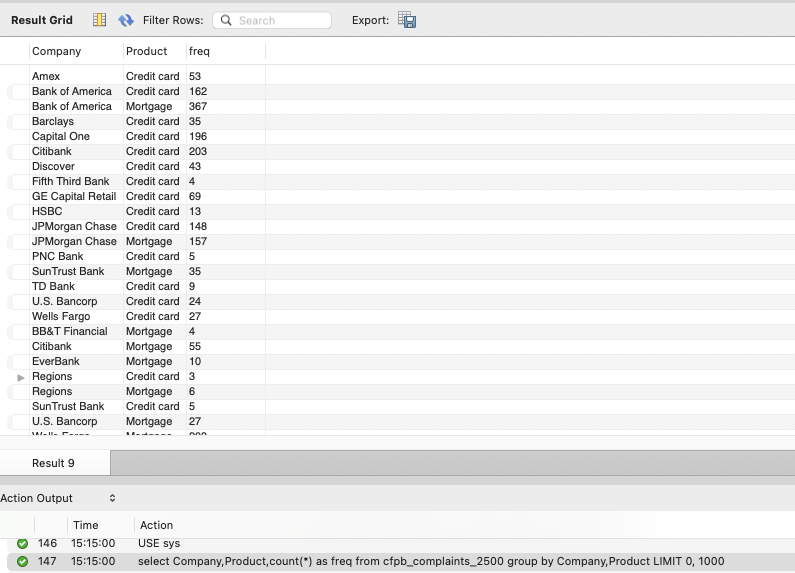 Result Grid Filter Rows: Search Export:
Company Product freq
Amex Credit card 53
Bank of America Credit card 162
Bank of America Mortgage 367
Barclays Credit card 35
Capital One Credit card 196
Citibank Credit card 203
Discover Credit card 43
Fifth Third Bank Credit card 4
GE Capital Retail Credit card 69
HSBC Credit card 13
JPMorgan Chase Credit card 148
JPMorgan Chase Mortgage 157
PNC Bank Credit card 5
SunTrust Bank Mortgage 35
TD Bank Credit card 9
U.S. Bancorp Credit card 24
Wells Fargo Credit card 27
BB&T Financial Mortgage 4
Citibank Mortgage 55
EverBank Mortgage 10
Regions Credit card 3
Regions Mortgage 6
SunTrust Bank Credit card 5
U.S. Bancorp Mortgage 27
Wells Fargo Mortgage
Result 9
Action Output
Time Action
146 15:15:00 USE sys
147 15:15:00 select Company,Product,count(*) as freq from cfpb_complaints_2500 group by Company,Product LIMIT 0, 1000